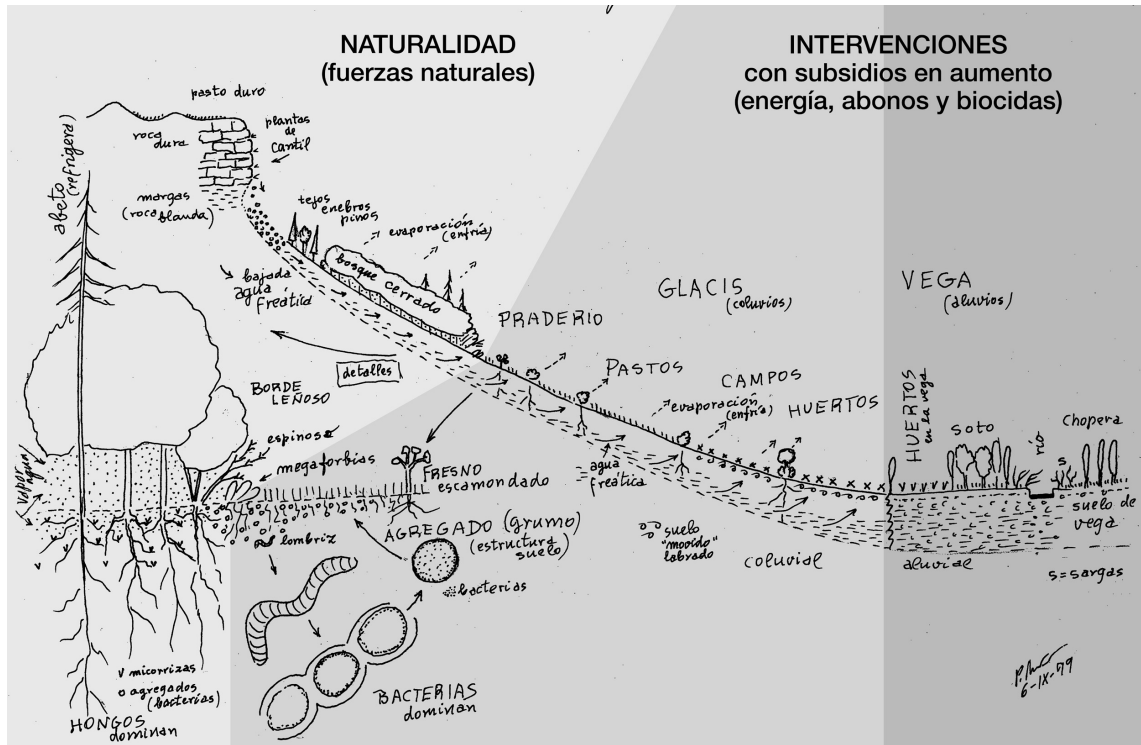 NATURALIDAD
(fuerzas naturales)
INTERVENCIONES
con subsidios en aumento
(energía, abonos y biocidas)
pasto duro
roca
dura
plantas
de
cantil
margas
(roca blanda)
abeto
(refrigera)
tejos
enebros
pinos
evaporación
(enfría)
bosque cerrado
bajada
agua
freática
detalles
PRADERIO
GLACIS
(coluvios)
VEGA
(aluvios)
PASTOS
CAMPOS
evaporación
(enfría)
HUERTOS
HUERTOS
en la vega
soto
río
s
chopera
BORDE
LEÑOSO
espinosa
megaforbias
vapor
agua
FRESNO
escamondado
agua
freática
lombriz
AGREGADO (grumo)
(estructura
suelo)
bacterias
suelo
"movido"
labrado
coluvial
aluvial
suelo de
vega
s=sargas
v micorrizas
o agregados
(bacterias)
HONGOS
dominan
BACTERIAS
dominan
6-IX-79